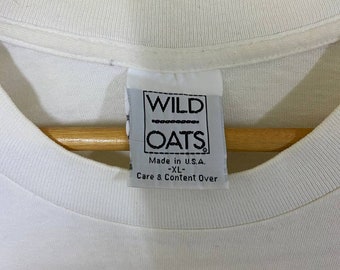 WILD
OATS®
Made in U.S.A.
-XL-
Care & Content Over